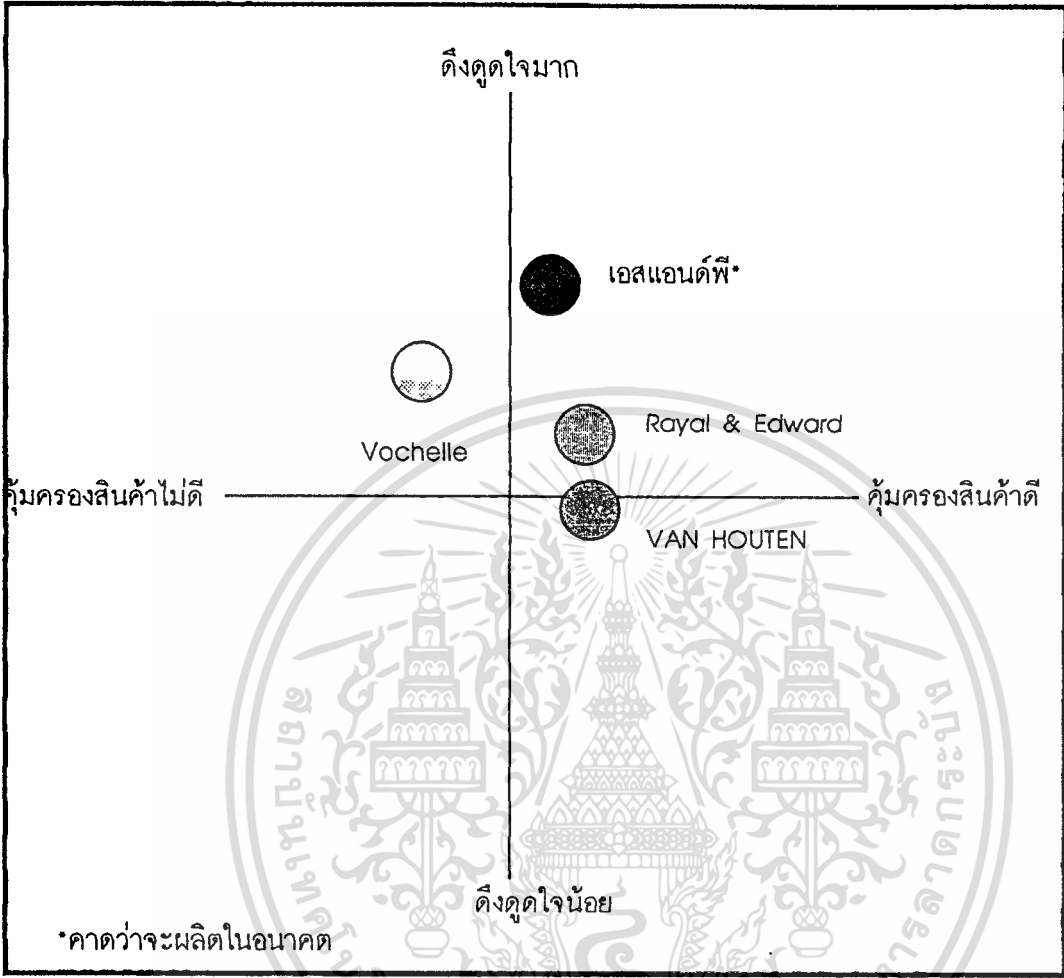 ดึงดูดใจมาก
เอสแอนด์พี*
Rayal & Edward
Vochelle
คุ้มครองสินค้าไม่ดี
คุ้มครองสินค้าดี
VAN HOUTEN
ดึงดูดใจน้อย
*คาดว่าจะผลิตในอนาคต